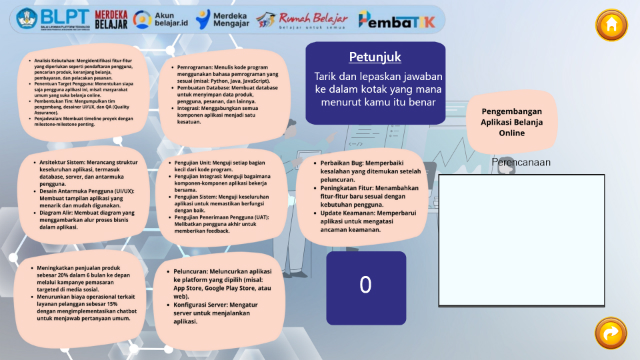 BLPT
MERDEKA
BELAJAR
Akun
belajar.id
Merdeka
Mengajar
Rumah Belajar
Belajar untuk semua
PembaTIK
• Analisis Kebutuhan: Mengidentifikasi fitur-fitur
yang diperlukan seperti pendaftaran pengguna,
pencarian produk, keranjang belanja,
pembayaran, dan pelacakan pesanan.
• Penentuan Target Pengguna: Menentukan siapa
saja pengguna aplikasi ini, misal: masyarakat
umum yang suka belanja online.
• Pembentukan Tim: Mengumpulkan tim
pengembang, desainer UI/UX, dan QA (Quality
Assurance).
• Penjadwalan: Membuat timeline proyek dengan
milestone-milestone penting.
• Pemrograman: Menulis kode program
menggunakan bahasa pemrograman yang
sesuai (misal: Python, Java, JavaScript).
• Pembuatan Database: Membuat database
untuk menyimpan data produk,
pengguna, pesanan, dan lainnya.
• Integrasi: Menggabungkan semua
komponen aplikasi menjadi satu
kesatuan.
Petunjuk
Tarik dan lepaskan jawaban
ke dalam kotak yang mana
menurut kamu itu benar
Pengembangan
Aplikasi Belanja
Online
• Arsitektur Sistem: Merancang struktur
keseluruhan aplikasi, termasuk
database, server, dan antarmuka
pengguna.
• Desain Antarmuka Pengguna (UI/UX):
Membuat tampilan aplikasi yang
menarik dan mudah digunakan.
• Diagram Alir: Membuat diagram yang
menggambarkan alur proses bisnis
dalam aplikasi.
• Pengujian Unit: Menguji setiap bagian
kecil dari kode program.
• Pengujian Integrasi: Menguji bagaimana
komponen-komponen aplikasi bekerja
bersama.
• Pengujian Sistem: Menguji keseluruhan
aplikasi untuk memastikan berfungsi
dengan baik.
• Pengujian Penerimaan Pengguna (UAT):
Melibatkan pengguna akhir untuk
memberikan feedback.
• Perbaikan Bug: Memperbaiki
kesalahan yang ditemukan setelah
peluncuran.
• Peningkatan Fitur: Menambahkan
fitur-fitur baru sesuai dengan
kebutuhan pengguna.
• Update Keamanan: Memperbarui
aplikasi untuk mengatasi
ancaman keamanan.
Perencanaan
• Meningkatkan penjualan produk
sebesar 20% dalam 6 bulan ke depan
melalui kampanye pemasaran
targeted di media sosial.
• Menurunkan biaya operasional terkait
layanan pelanggan sebesar 15%
dengan mengimplementasikan chatbot
untuk menjawab pertanyaan umum.
• Peluncuran: Meluncurkan aplikasi
ke platform yang dipilih (misal:
App Store, Google Play Store, atau
web).
• Konfigurasi Server: Mengatur
server untuk menjalankan
aplikasi.
0